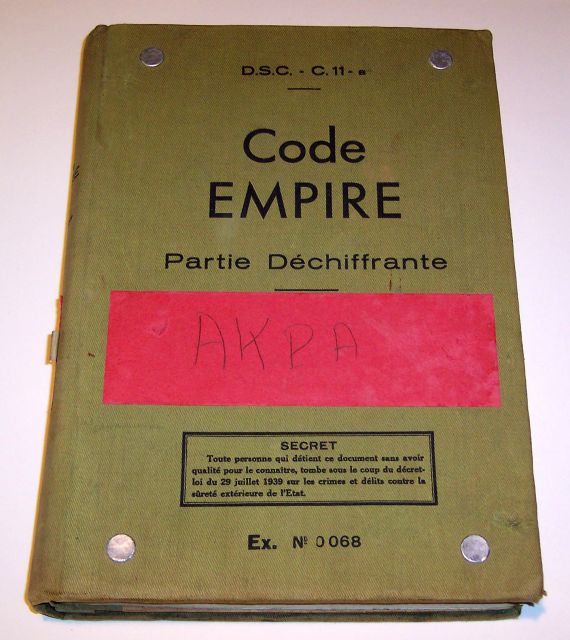 D.S.C. - C. 11 - B
Code
EMPIRE
Partie Déchiffrante
AKPA
SECRET
Toute personne qui détient ce document sans avoir
qualité pour le connaître, tombe sous le coup du décret-
loi du 29 juillet 1939 sur les crimes et délits contre la
sûreté extérieure de l'Etat.
Ex. Nº 0068